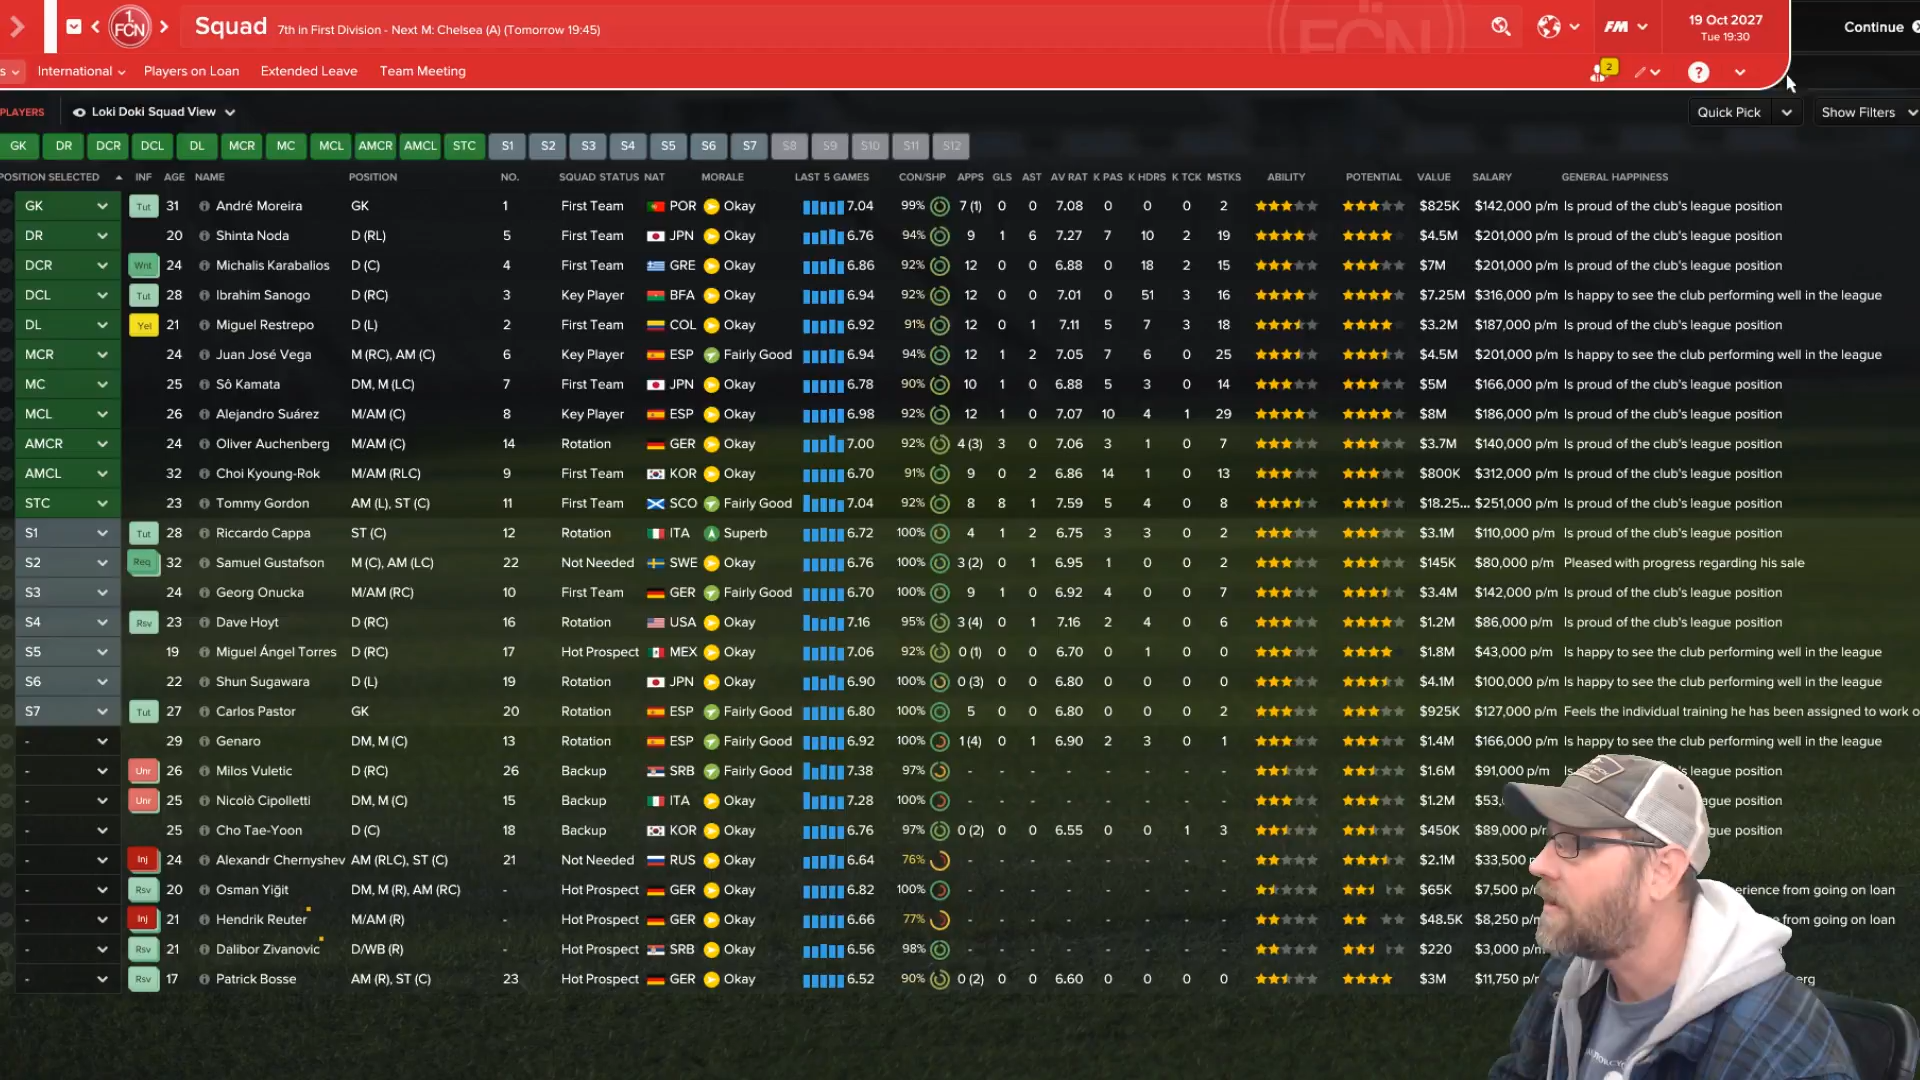 1. FCN Squad 7th in First Division - Next M: Chelsea (A) (Tomorrow 19:45) FM 19 Oct 2027 Continue
Tue 19:30
s International Players on Loan Extended Leave Team Meeting 2 ?
PLAYERS Loki Doki Squad View Quick Pick Show Filters
GK DR DCR DCL DL MCR MC MCL AMCR AMCL STC S1 S2 S3 S4 S5 S6 S7 S8 S9 S10 S11 S12
POSITION SELECTED INF AGE NAME POSITION NO. SQUAD STATUS NAT MORALE LAST 5 GAMES CON/SHP APPS GLS AST AV RAT K PAS K HDRS K TCK MSTKS ABILITY POTENTIAL VALUE SALARY GENERAL HAPPINESS
GK Tut 31 André Moreira GK 1 First Team POR Okay 7.04 99% 7 (1) 0 0 7.08 0 0 0 2 $825K $142,000 p/m Is proud of the club's league position
DR 20 Shinta Noda D (RL) 5 First Team JPN Okay 6.76 94% 9 1 6 7.27 7 10 2 19 $4.5M $201,000 p/m Is proud of the club's league position
DCR Wnt 24 Michalis Karabalios D (C) 4 First Team GRE Okay 6.86 92% 12 0 0 6.88 0 18 2 15 $7M $201,000 p/m Is proud of the club's league position
DCL Tut 28 Ibrahim Sanogo D (RC) 3 Key Player BFA Okay 6.94 92% 12 0 0 7.01 0 51 3 16 $7.25M $316,000 p/m Is happy to see the club performing well in the league
DL Yel 21 Miguel Restrepo D (L) 2 First Team COL Okay 6.92 91% 12 0 1 7.11 5 7 3 18 $3.2M $187,000 p/m Is proud of the club's league position
MCR 24 Juan José Vega M (RC), AM (C) 6 Key Player ESP Fairly Good 6.94 94% 12 1 2 7.05 7 6 0 25 $4.5M $201,000 p/m Is happy to see the club performing well in the league
MC 25 Sô Kamata DM, M (LC) 7 First Team JPN Okay 6.78 90% 10 1 0 6.88 5 3 0 14 $5M $166,000 p/m Is proud of the club's league position
MCL 26 Alejandro Suárez M/AM (C) 8 Key Player ESP Okay 6.98 92% 12 1 0 7.07 10 4 1 29 $8M $186,000 p/m Is proud of the club's league position
AMCR 24 Oliver Auchenberg M/AM (C) 14 Rotation GER Okay 7.00 92% 4 (3) 3 0 7.06 3 1 0 7 $3.7M $140,000 p/m Is proud of the club's league position
AMCL 32 Choi Kyoung-Rok M/AM (RLC) 9 First Team KOR Okay 6.70 91% 9 0 2 6.86 14 1 0 13 $800K $312,000 p/m Is proud of the club's league position
STC 23 Tommy Gordon AM (L), ST (C) 11 First Team SCO Fairly Good 7.04 92% 8 8 1 7.59 5 4 0 8 $18.25... $251,000 p/m Is proud of the club's league position
S1 Tut 28 Riccardo Cappa ST (C) 12 Rotation ITA Superb 6.72 100% 4 1 2 6.75 3 3 0 2 $3.1M $110,000 p/m Is proud of the club's league position
S2 Req 32 Samuel Gustafson M (C), AM (LC) 22 Not Needed SWE Okay 6.76 100% 3 (2) 0 1 6.95 1 0 0 2 $145K $80,000 p/m Pleased with progress regarding his sale
S3 24 Georg Onucka M/AM (RC) 10 First Team GER Fairly Good 6.70 100% 9 1 0 6.92 4 0 0 7 $3.4M $142,000 p/m Is proud of the club's league position
S4 Rsv 23 Dave Hoyt D (RC) 16 Rotation USA Okay 7.16 95% 3 (4) 0 1 7.16 2 4 0 6 $1.2M $86,000 p/m Is proud of the club's league position
S5 19 Miguel Ángel Torres D (RC) 17 Hot Prospect MEX Okay 7.06 92% 0 (1) 0 0 6.70 0 1 0 0 $1.8M $43,000 p/m Is happy to see the club performing well in the league
S6 22 Shun Sugawara D (L) 19 Rotation JPN Okay 6.90 100% 0 (3) 0 0 6.80 0 0 0 0 $4.1M $100,000 p/m Is happy to see the club performing well in the league
S7 Tut 27 Carlos Pastor GK 20 Rotation ESP Fairly Good 6.80 100% 5 0 0 6.80 0 0 0 2 $925K $127,000 p/m Feels the individual training he has been assigned to work o
- 29 Genaro DM, M (C) 13 Rotation ESP Fairly Good 6.92 100% 1 (4) 0 1 6.90 2 3 0 1 $1.4M $166,000 p/m Is happy to see the club performing well in the league
- Unr 26 Milos Vuletic D (RC) 26 Backup SRB Fairly Good 7.38 97% - - - - - - - - $1.6M $91,000 p/m Is league position
- Unr 25 Nicolò Cipolletti DM, M (C) 15 Backup ITA Okay 7.28 100% - - - - - - - - $1.2M $53, position
- 25 Cho Tae-Yoon D (C) 18 Backup KOR Okay 6.76 97% 0 (2) 0 0 6.55 0 0 1 3 $450K $89,000 p/m position
- Inj 24 Alexandr Chernyshev AM (RLC), ST (C) 21 Not Needed RUS Okay 6.64 76% - - - - - - - - $2.1M $33,500
- Rsv 20 Osman Yiğit DM, M (R), AM (RC) - Hot Prospect GER Okay 6.82 100% - - - - - - - - $65K $7,500 p/ erience from going on loan
- Inj 21 Hendrik Reuter M/AM (R) - Hot Prospect GER Okay 6.66 77% - - - - - - - - $48.5K $8,250 p/ from going on loan
- Rsv 21 Dalibor Zivanovic D/WB (R) - Hot Prospect SRB Okay 6.56 98% - - - - - - - - $220 $3,000 p/m
- Rsv 17 Patrick Bosse AM (R), ST (C) 23 Hot Prospect GER Okay 6.52 90% 0 (2) 0 0 6.60 0 0 0 0 $3M $11,750 p/ erg